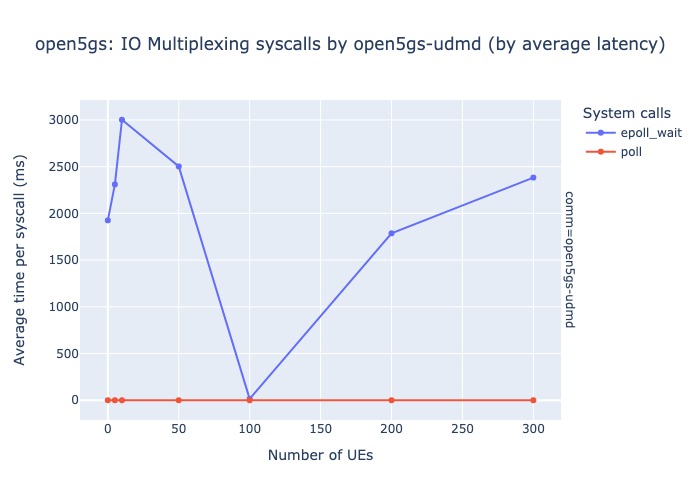 open5gs: IO Multiplexing syscalls by open5gs-udmd (by average latency)
System calls
epoll_wait
poll
Average time per syscall (ms)
3000
2500
2000
1500
1000
500
0
comm=open5gs-udmd
0 50 100 150 200 250 300
Number of UEs